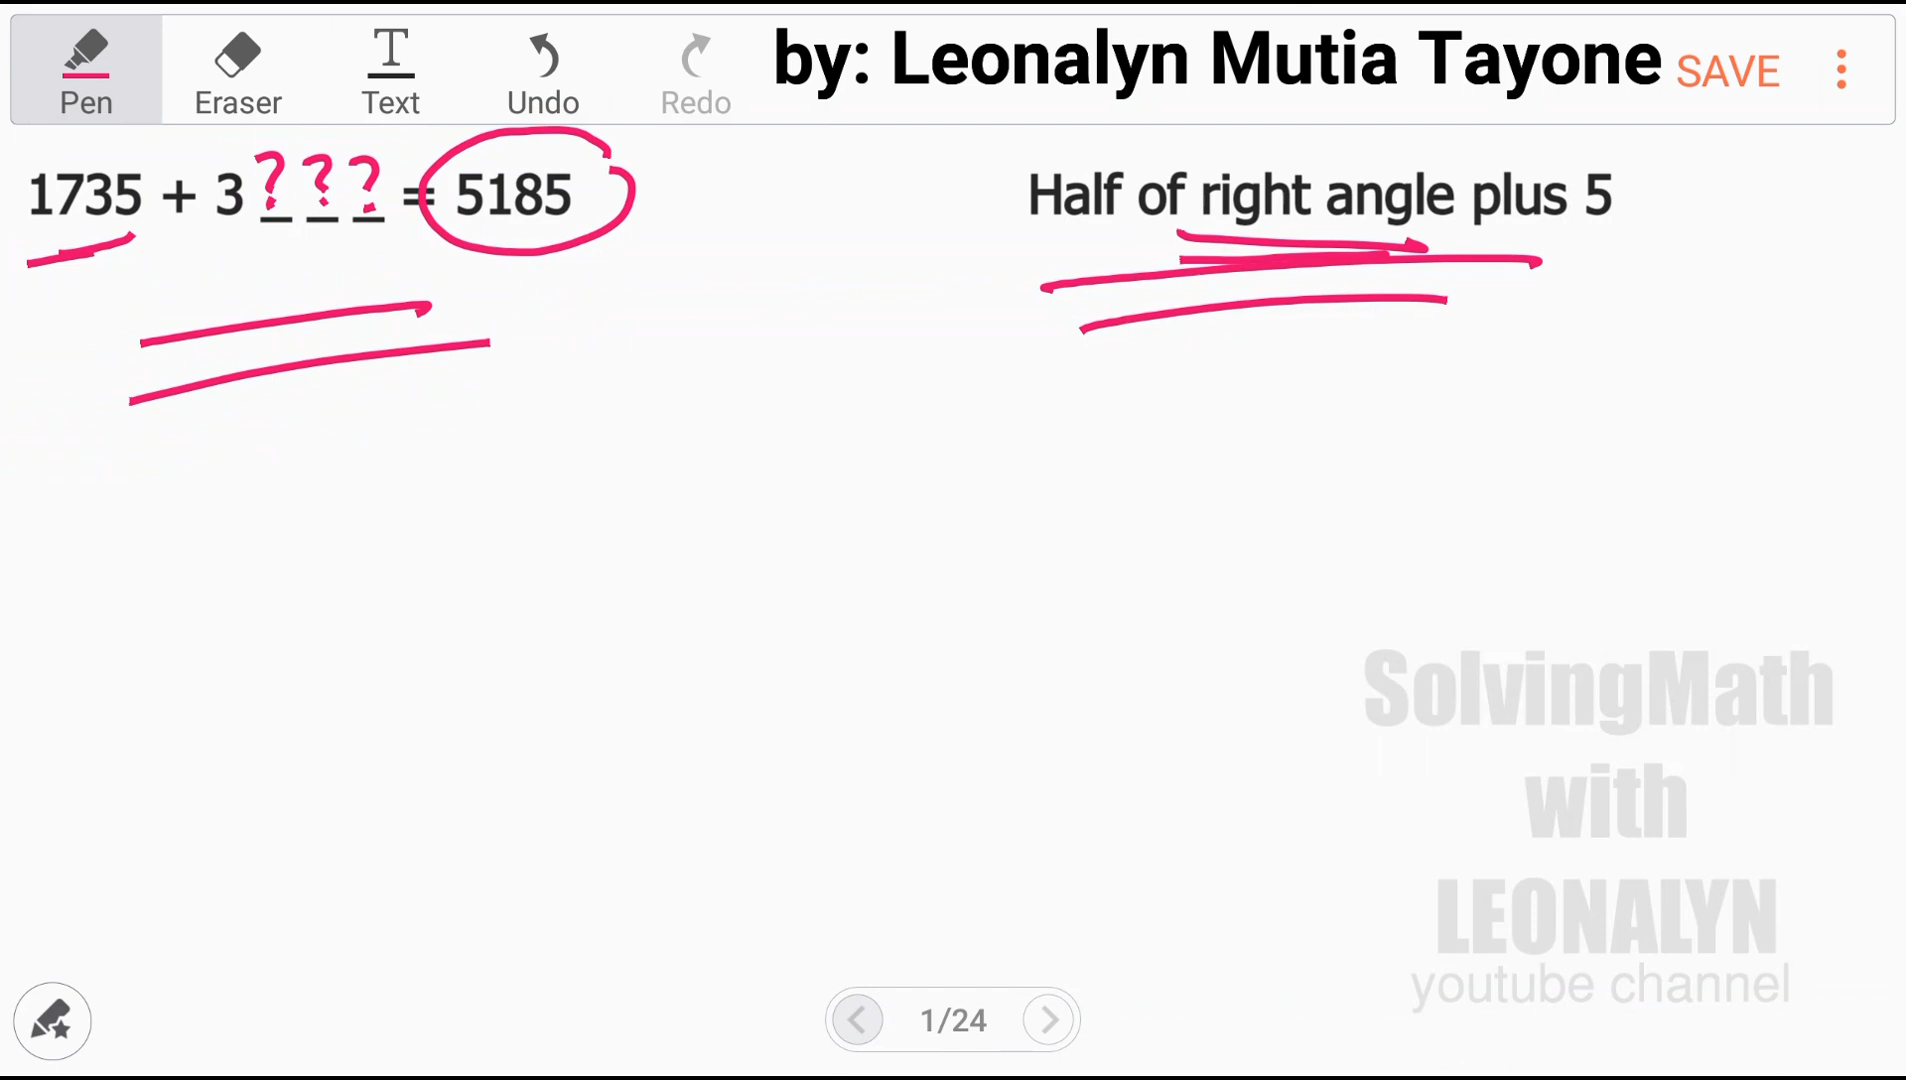 by: Leonalyn Mutia Tayone
SAVE
Pen
Eraser
Text
Undo
Redo
1735 + 3 ? ? ? = 5185
Half of right angle plus 5
SolvingMath
with
LEONALYN
youtube channel
1/24